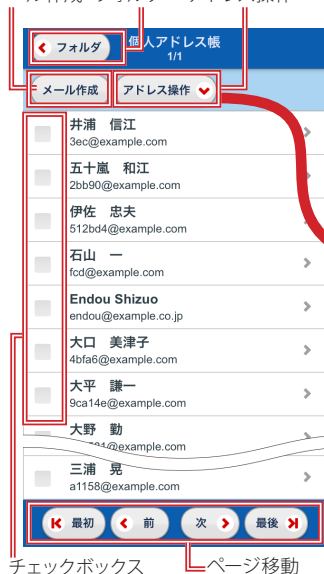 フォルダ
個人アドレス帳
1/1
メール作成
アドレス操作
井浦　信江
3ec@example.com
五十嵐　和江
2bb90@example.com
伊佐　忠夫
512bd4@example.com
石山　一
fcd@example.com
Endou Shizuo
endou@example.co.jp
大口　美津子
4bfa6@example.com
大平　謙一
9ca14e@example.com
大野　勤
@example.com
三浦　晃
a1158@example.com
最初
前
次
最後
チェックボックス
ページ移動